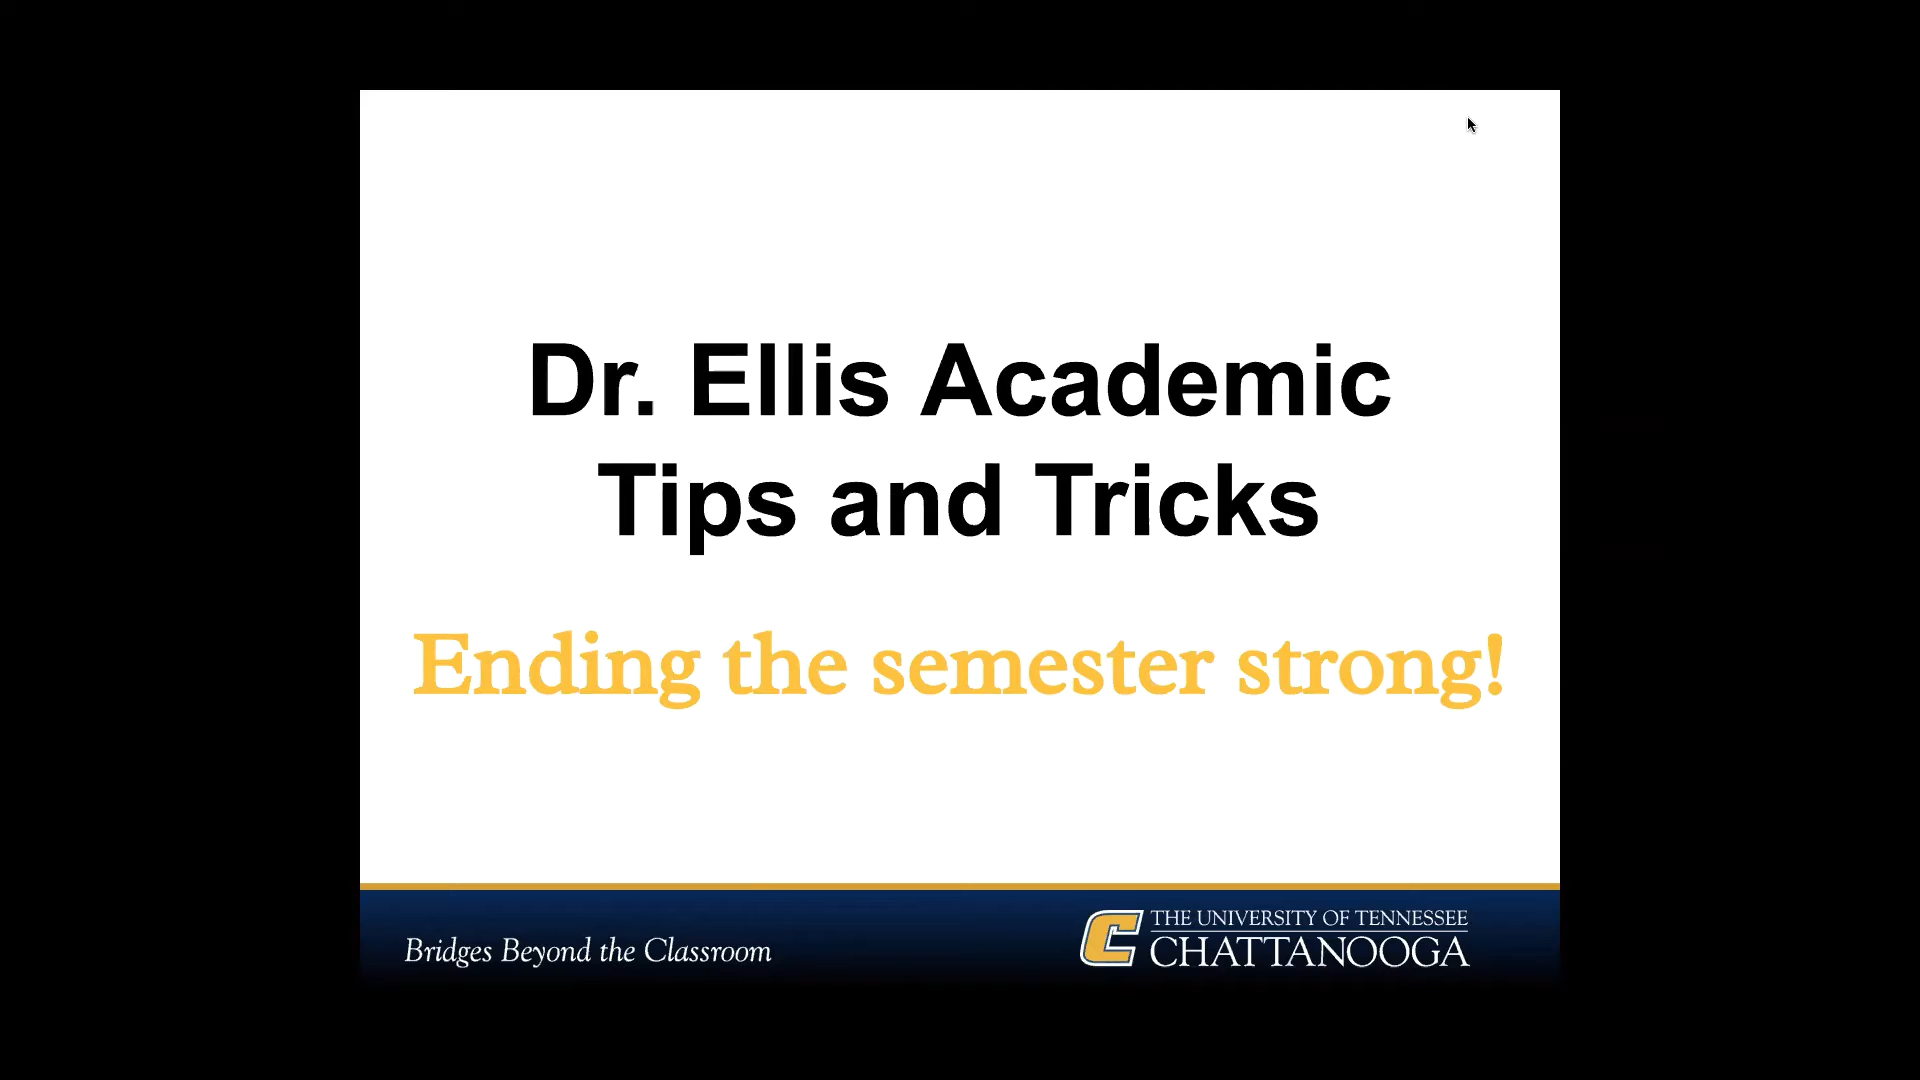 Dr. Ellis Academic
Tips and Tricks
Ending the semester strong!
Bridges Beyond the Classroom
C
THE UNIVERSITY OF TENNESSEE
CHATTANOOGA